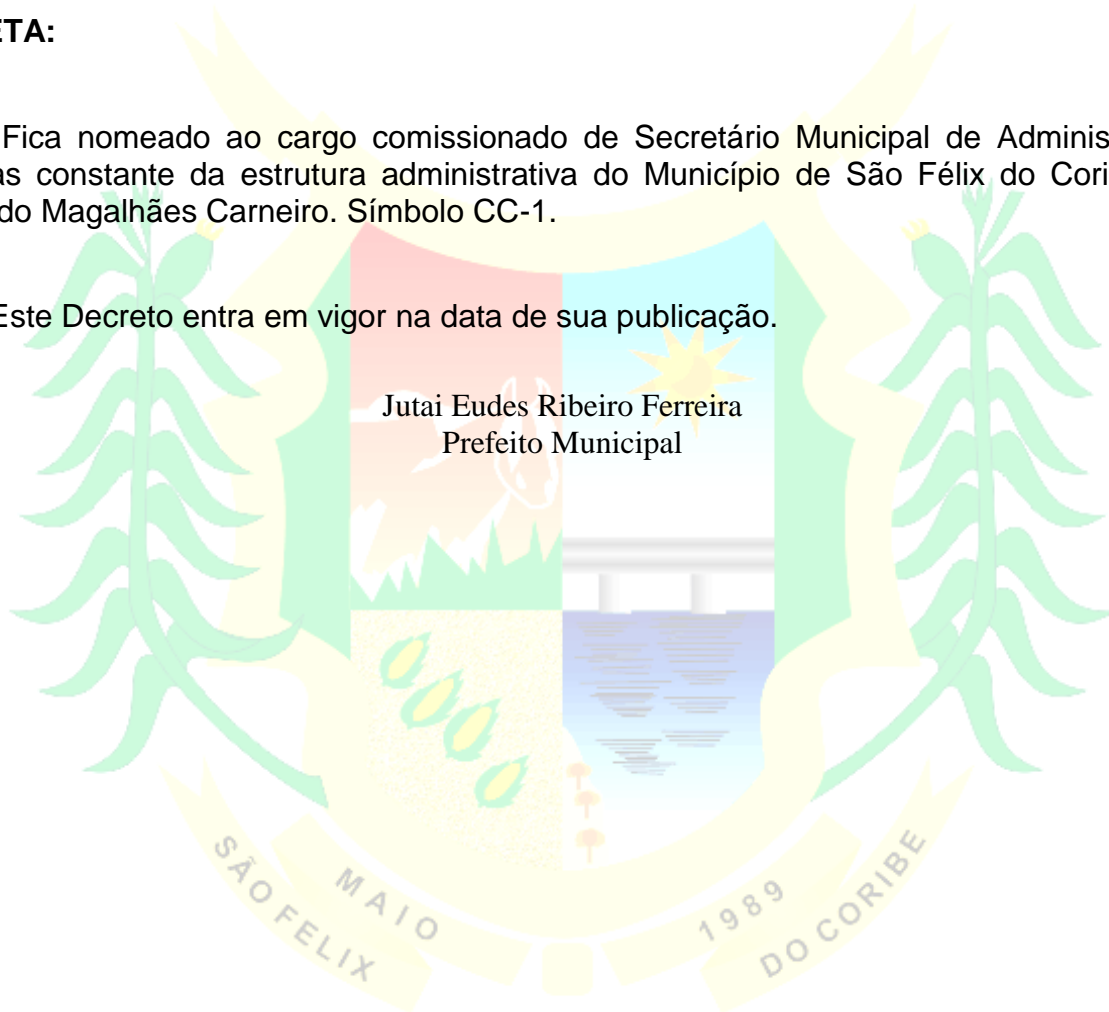 ETA:
Fica nomeado ao cargo comissionado de Secretário Municipal de Adminis
as constante da estrutura administrativa do Município de São Félix do Cori
do Magalhães Carneiro. Símbolo CC-1.
Este Decreto entra em vigor na data de sua publicação.
Jutai Eudes Ribeiro Ferreira
Prefeito Municipal
SÃO FELIX
MAIO
1989
DO CORIBE